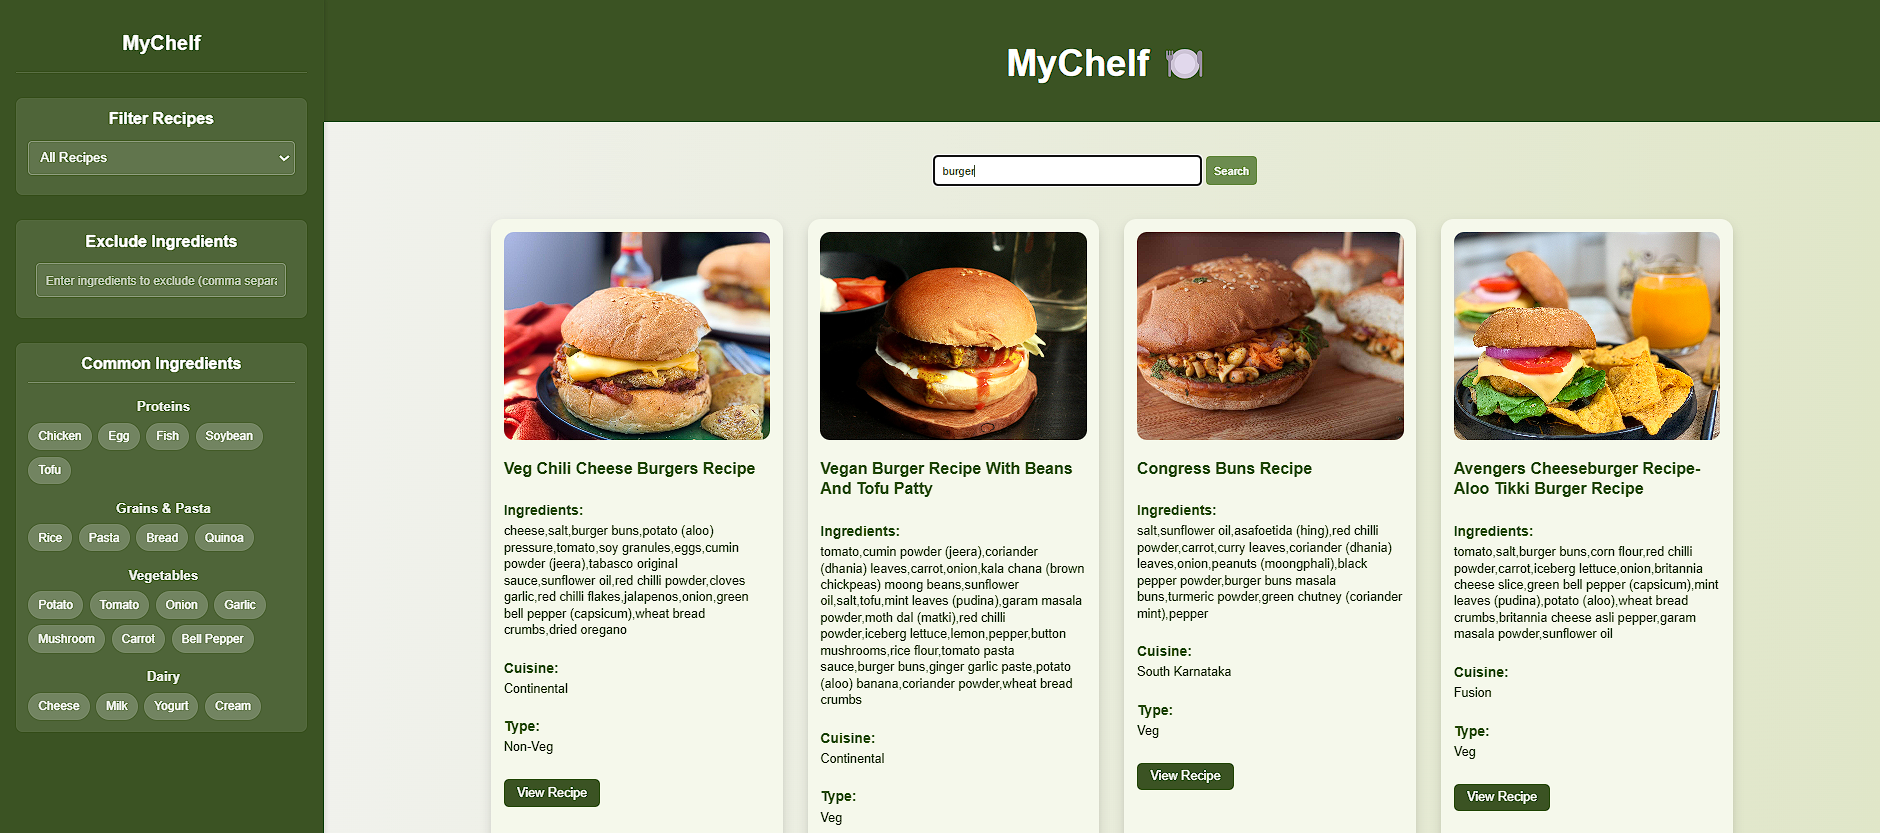 MyChelf
Filter Recipes
All Recipes
Exclude Ingredients
Enter ingredients to exclude (comma separa
Common Ingredients
Proteins
Chicken Egg Fish Soybean
Tofu
Grains & Pasta
Rice Pasta Bread Quinoa
Vegetables
Potato Tomato Onion Garlic
Mushroom Carrot Bell Pepper
Dairy
Cheese Milk Yogurt Cream
MyChelf
burger Search
Veg Chili Cheese Burgers Recipe
Ingredients:
cheese,salt,burger buns,potato (aloo)
pressure,tomato,soy granules,eggs,cumin
powder (jeera),tabasco original
sauce,sunflower oil,red chilli powder,cloves
garlic,red chilli flakes,jalapenos,onion,green
bell pepper (capsicum),wheat bread
crumbs,dried oregano
Cuisine:
Continental
Type:
Non-Veg
View Recipe
Vegan Burger Recipe With Beans
And Tofu Patty
Ingredients:
tomato,cumin powder (jeera),coriander
(dhania) leaves,carrot,onion,kala chana (brown
chickpeas) moong beans,sunflower
oil,salt,tofu,mint leaves (pudina),garam masala
powder,moth dal (matki),red chilli
powder,iceberg lettuce,lemon,pepper,button
mushrooms,rice flour,tomato pasta
sauce,burger buns,ginger garlic paste,potato
(aloo) banana,coriander powder,wheat bread
crumbs
Cuisine:
Continental
Type:
Veg
Congress Buns Recipe
Ingredients:
salt,sunflower oil,asafoetida (hing),red chilli
powder,carrot,curry leaves,coriander (dhania)
leaves,onion,peanuts (moongphali),black
pepper powder,burger buns masala
buns,turmeric powder,green chutney (coriander
mint),pepper
Cuisine:
South Karnataka
Type:
Veg
View Recipe
Avengers Cheeseburger Recipe-
Aloo Tikki Burger Recipe
Ingredients:
tomato,salt,burger buns,corn flour,red chilli
powder,carrot,iceberg lettuce,onion,britannia
cheese slice,green bell pepper (capsicum),mint
leaves (pudina),potato (aloo),wheat bread
crumbs,britannia cheese asli pepper,garam
masala powder,sunflower oil
Cuisine:
Fusion
Type:
Veg
View Recipe